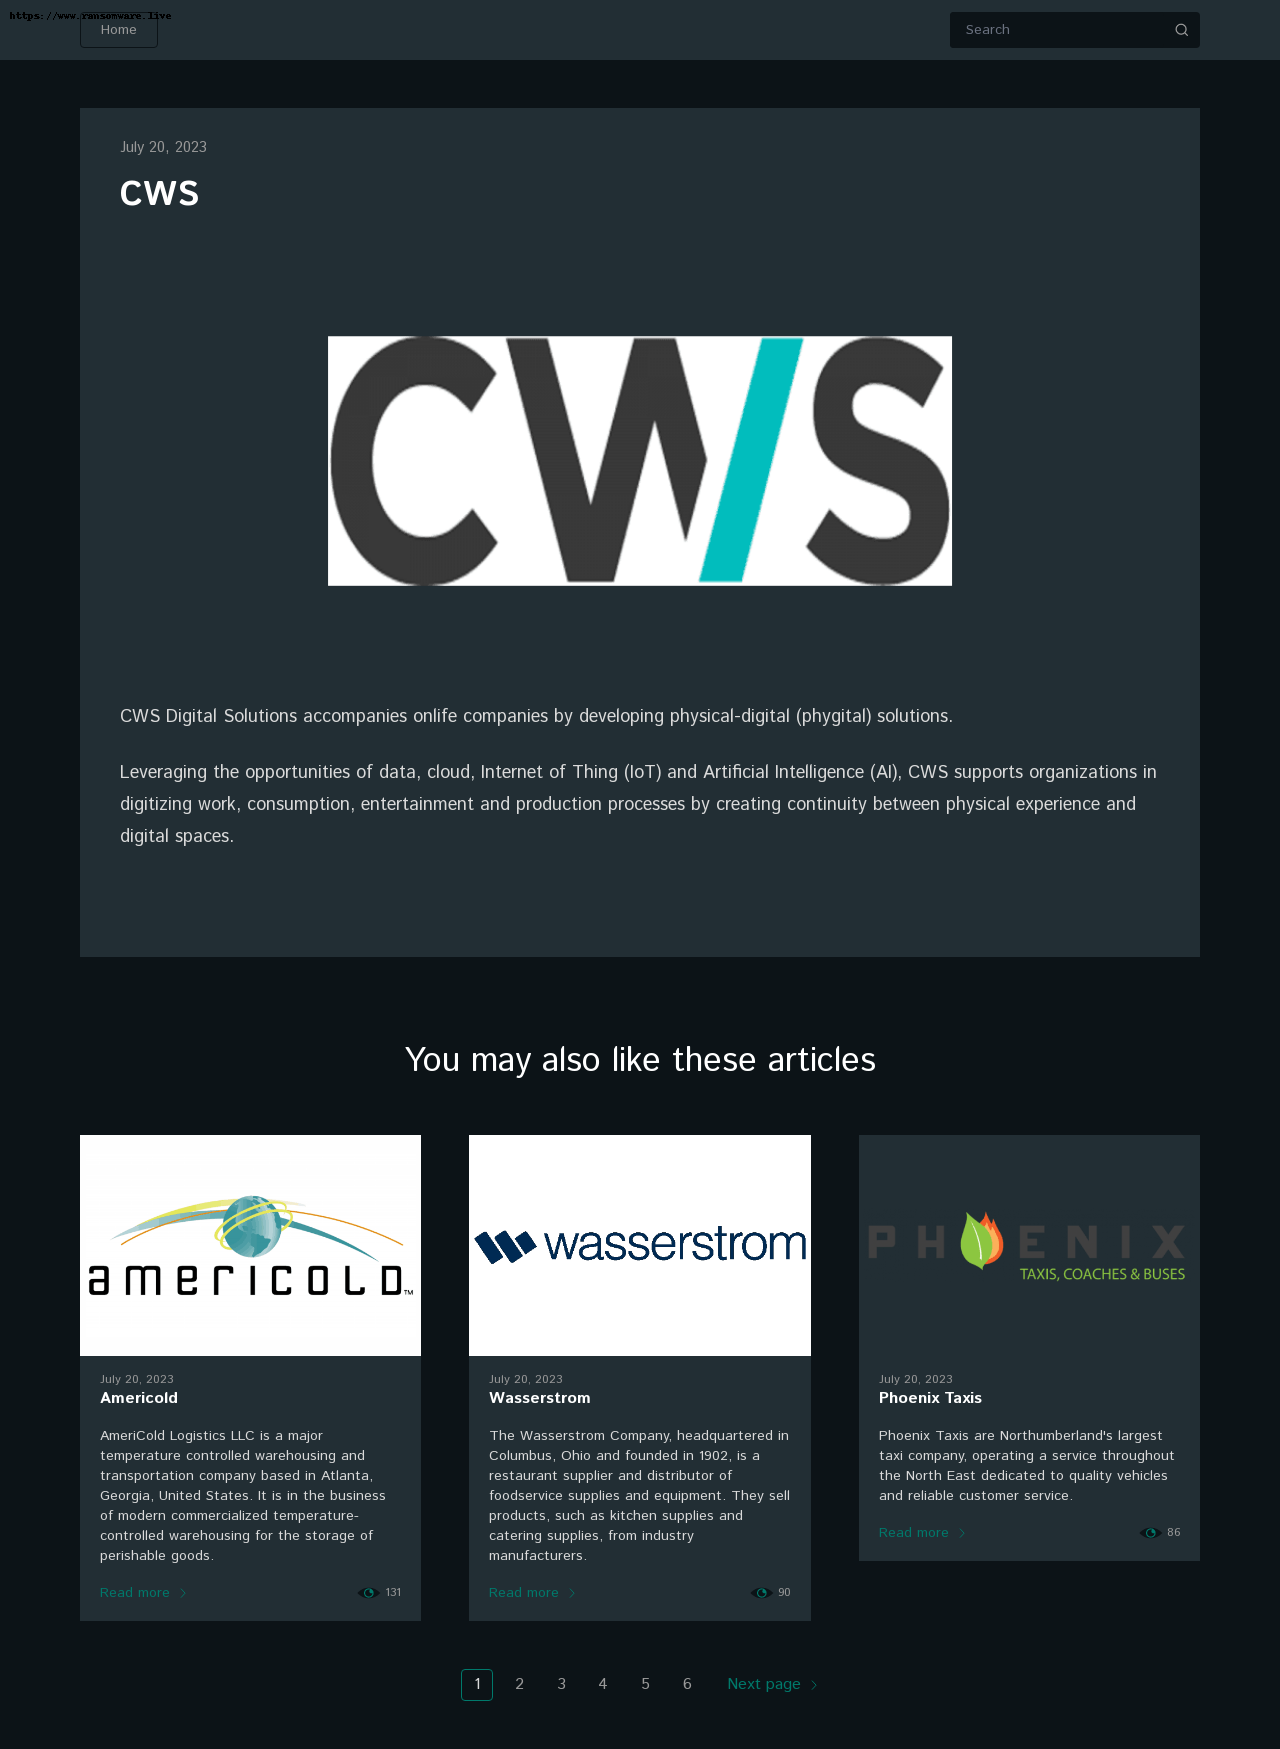 https://www.ransomware.live
Home
Search
July 20, 2023
CWS
CWS
CWS Digital Solutions accompanies onlife companies by developing physical-digital (phygital) solutions.
Leveraging the opportunities of data, cloud, Internet of Thing (IoT) and Artificial Intelligence (AI), CWS supports organizations in
digitizing work, consumption, entertainment and production processes by creating continuity between physical experience and
digital spaces.
You may also like these articles
AMERICOLD™
July 20, 2023
Americold
AmeriCold Logistics LLC is a major
temperature controlled warehousing and
transportation company based in Atlanta,
Georgia, United States. It is in the business
of modern commercialized temperature-
controlled warehousing for the storage of
perishable goods.
Read more
131
wasserstrom
July 20, 2023
Wasserstrom
The Wasserstrom Company, headquartered in
Columbus, Ohio and founded in 1902, is a
restaurant supplier and distributor of
foodservice supplies and equipment. They sell
products, such as kitchen supplies and
catering supplies, from industry
manufacturers.
Read more
90
PHOENIX
TAXIS, COACHES & BUSES
July 20, 2023
Phoenix Taxis
Phoenix Taxis are Northumberland's largest
taxi company, operating a service throughout
the North East dedicated to quality vehicles
and reliable customer service.
Read more
86
1 2 3 4 5 6 Next page